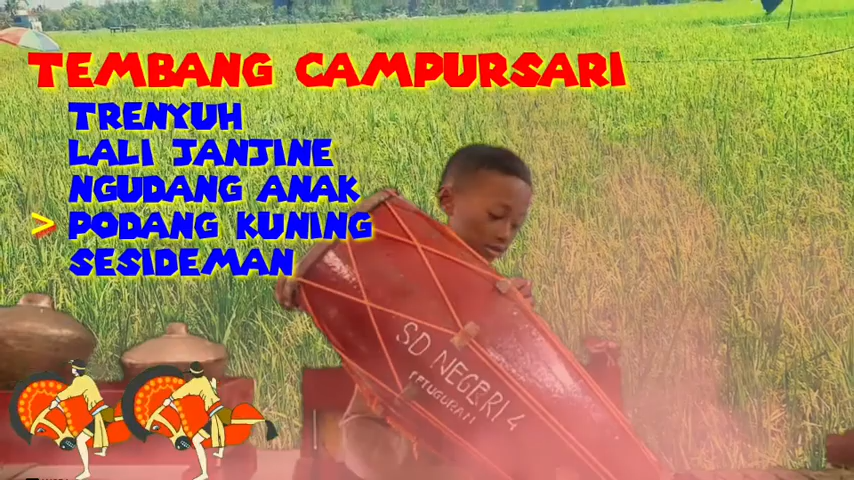 TEMBANG CAMPURSARI
TRENYUH
LALI JANJINE
NGUDANG ANAK
> PODANG KUNING
SESIDEMAN
SD NEGERI 4